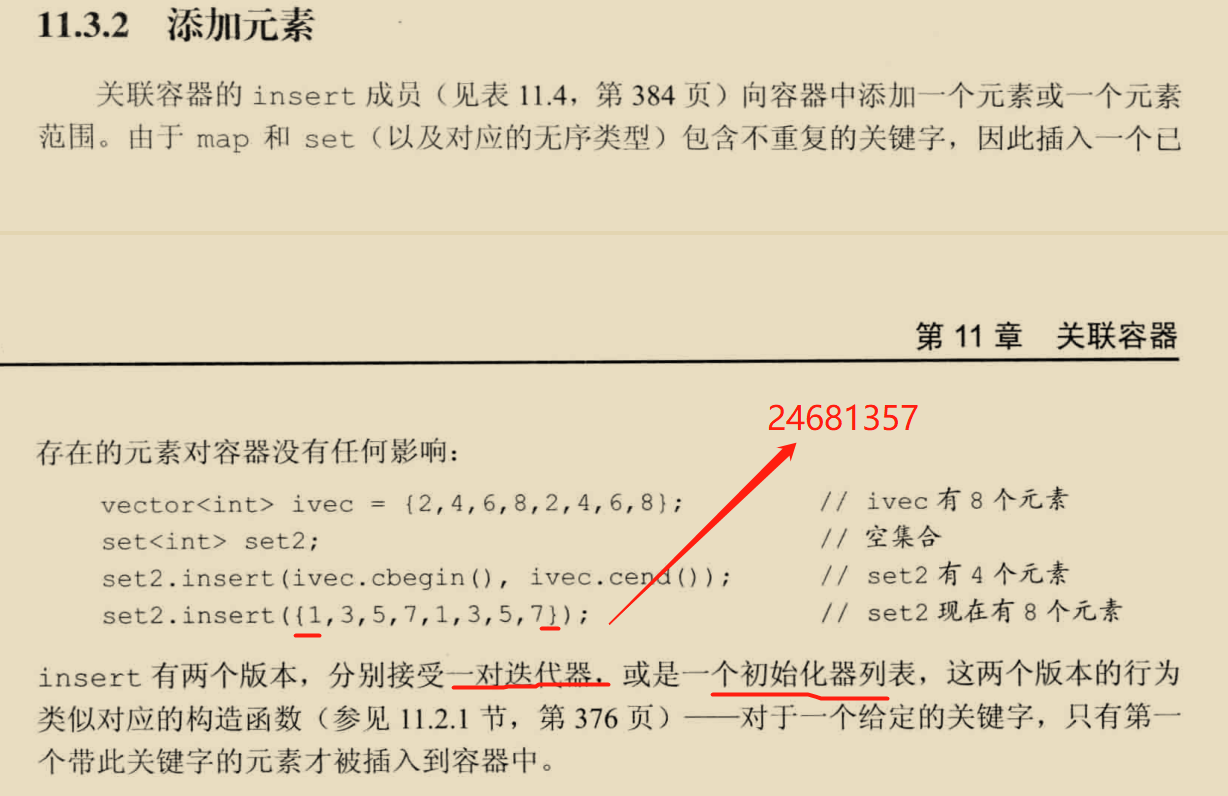 11.3.2 添加元素
关联容器的 insert 成员（见表 11.4，第 384 页）向容器中添加一个元素或一个元素
范围。由于 map 和 set（以及对应的无序类型）包含不重复的关键字，因此插入一个已
第 11 章 关联容器
24681357
存在的元素对容器没有任何影响：
vector<int> ivec = {2,4,6,8,2,4,6,8}; // ivec 有 8 个元素
set<int> set2; // 空集合
set2.insert(ivec.cbegin(), ivec.cend()); // set2 有 4 个元素
set2.insert({1,3,5,7,1,3,5,7}); // set2 现在有 8 个元素
insert 有两个版本，分别接受一对迭代器，或是一个初始化器列表，这两个版本的行为
类似对应的构造函数（参见 11.2.1 节，第 376 页）——对于一个给定的关键字，只有第一
个带此关键字的元素才被插入到容器中。